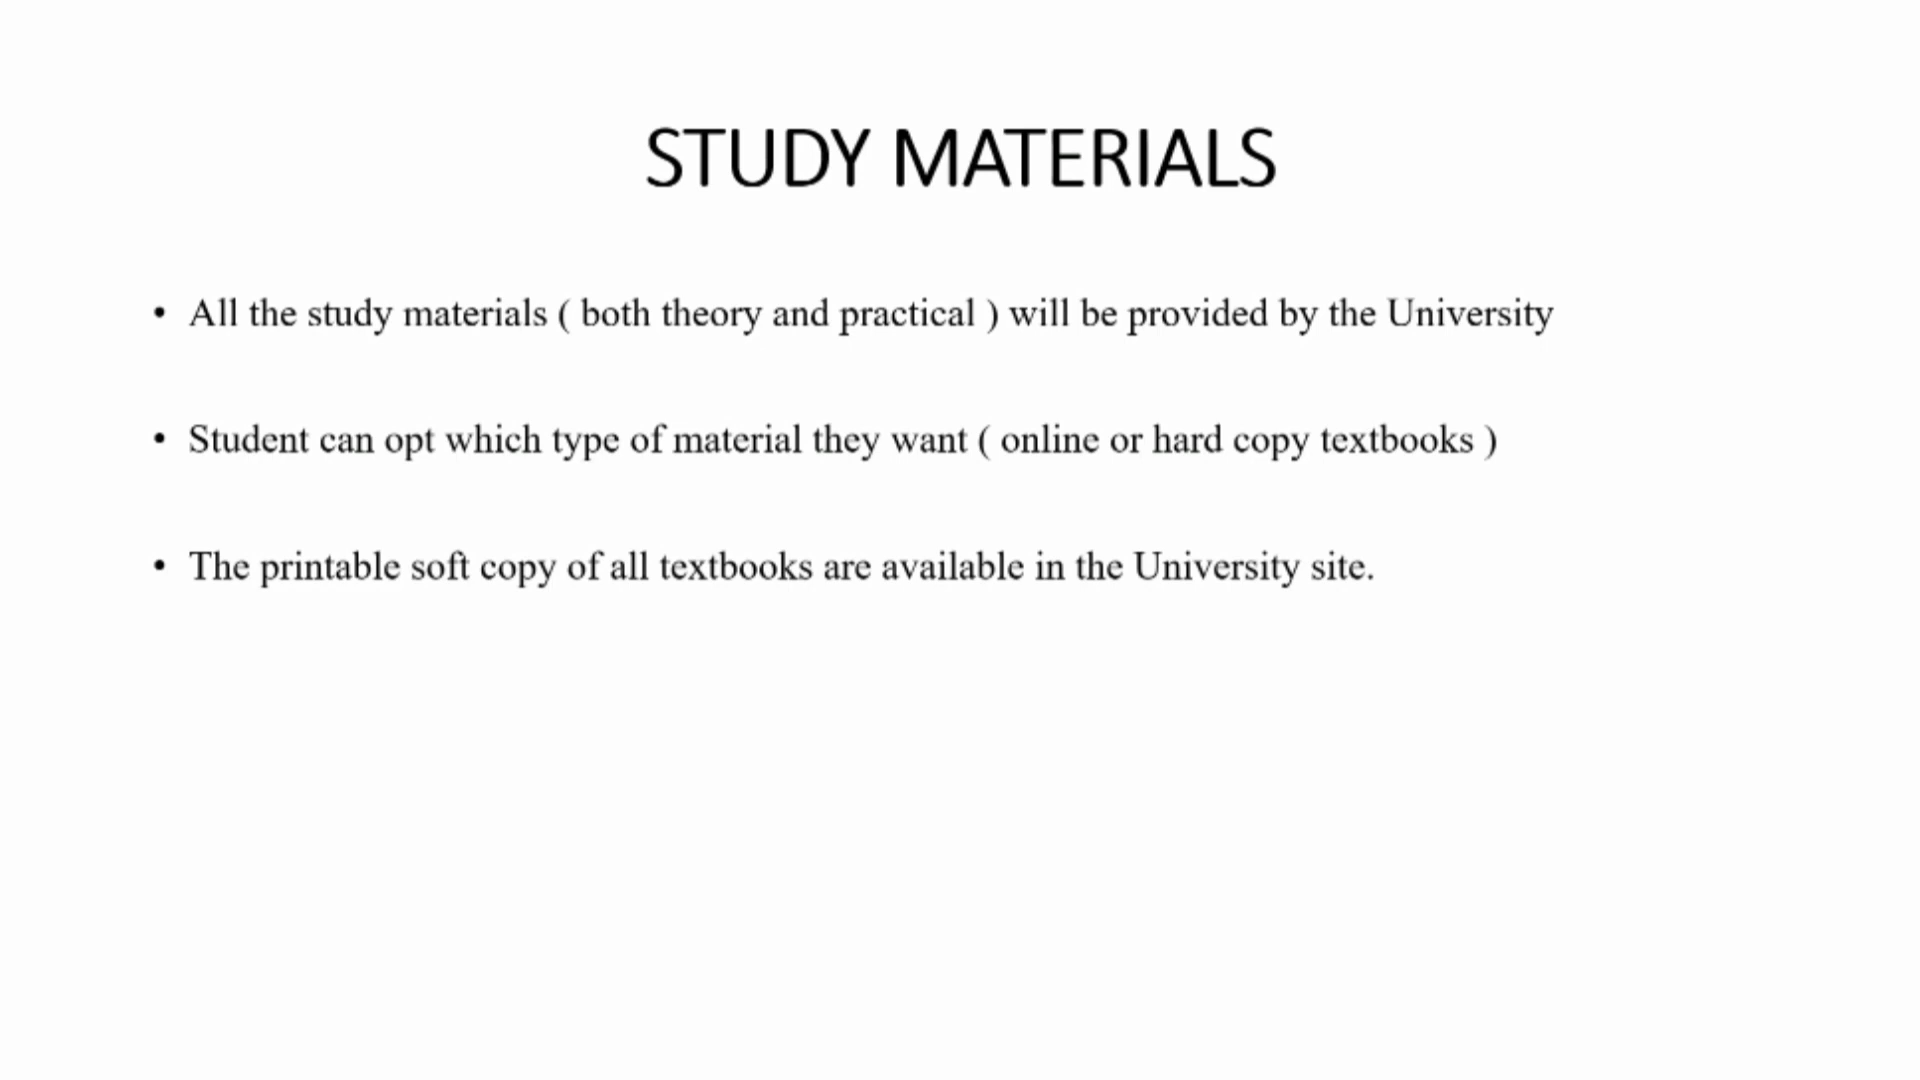 STUDY MATERIALS
• All the study materials ( both theory and practical ) will be provided by the University
• Student can opt which type of material they want ( online or hard copy textbooks )
• The printable soft copy of all textbooks are available in the University site.